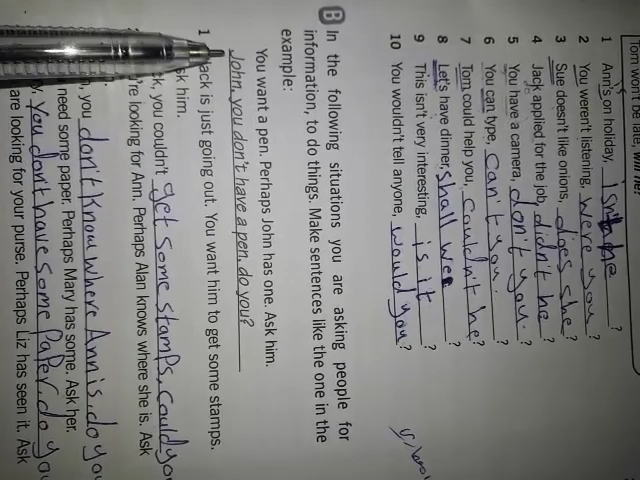 Tom won't be late, will he?
1 Ann's on holiday, isn't he ?
2 You weren't listening, were you ?
3 Sue doesn't like onions, does she ?
4 Jack applied for the job, didn't he ?
5 You have a camera, don't you. ?
6 You can type, can't you. ?
7 Tom could help you, couldn't he ?
8 Let's have dinner, shall we ?
9 This isn't very interesting, is it ?
10 You wouldn't tell anyone, would you ?
B In the following situations you are asking people for
information, to do things. Make sentences like the one in the
example:
You want a pen. Perhaps John has one. Ask him.
John, you don't have a pen, do you?
1 Jack is just going out. You want him to get some stamps.
Ask him.
you couldn't get some stamps, could you
looking for Ann. Perhaps Alan knows where she is. Ask
you don't know where Ann is, do you
need some paper. Perhaps Mary has some. Ask her.
You don't have some paper, do you
are looking for your purse. Perhaps Liz has seen it. Ask